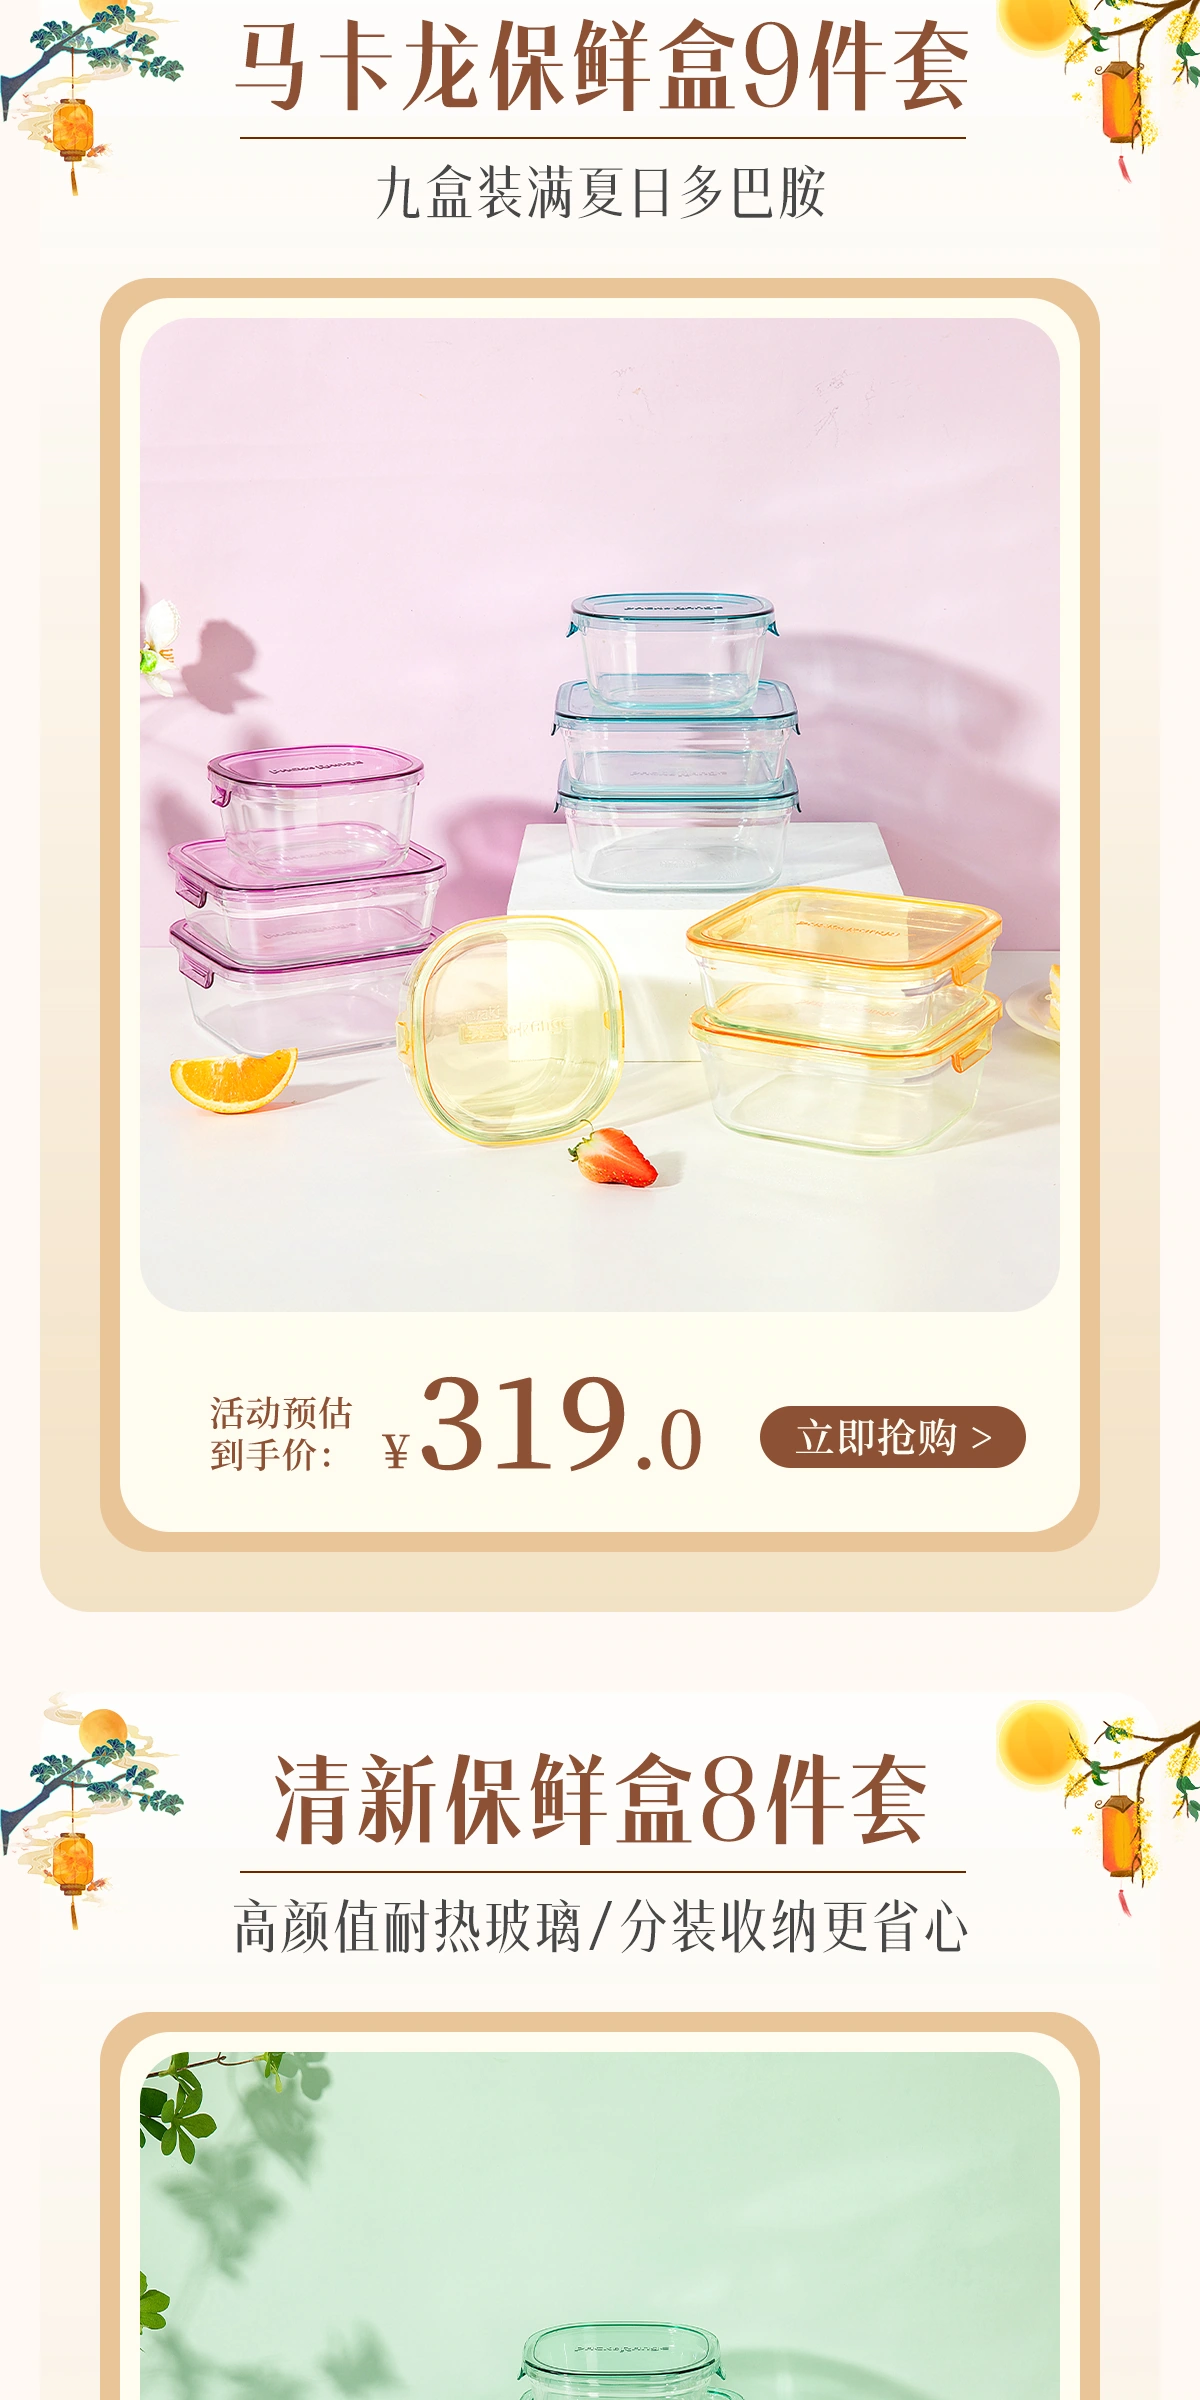 马卡龙保鲜盒9件套
九盒装满夏日多巴胺
活动预估
到手价：
¥319.0
立即抢购 >
清新保鲜盒8件套
高颜值耐热玻璃/分装收纳更省心